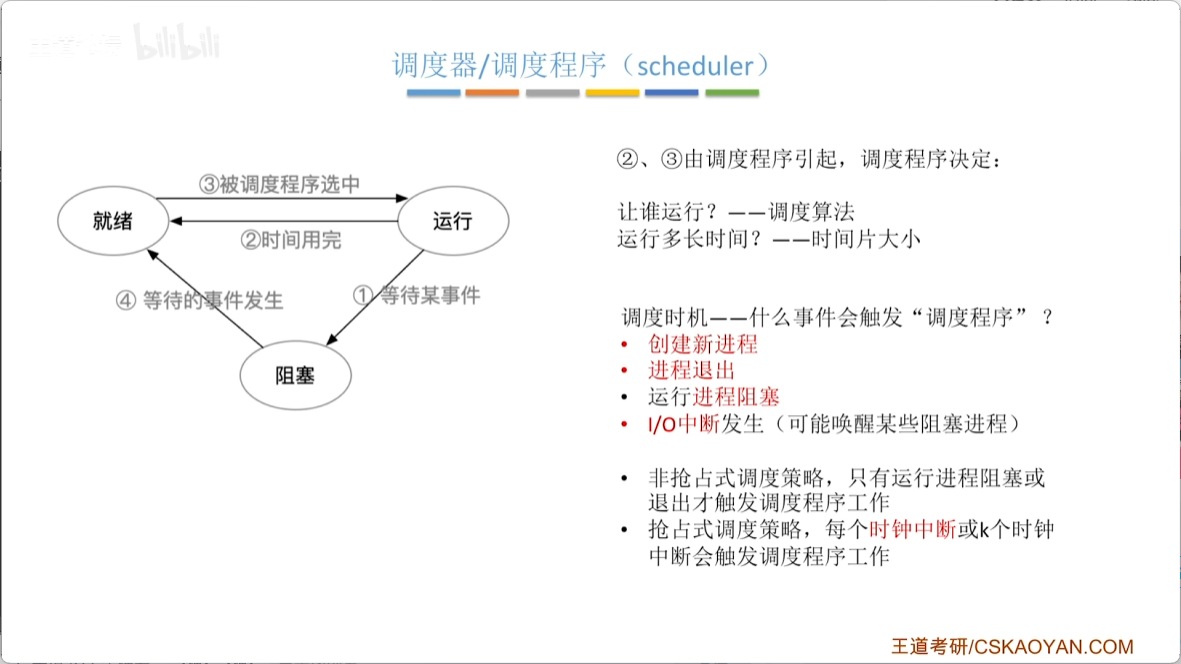 bilibili
调度器/调度程序（scheduler）
②、③由调度程序引起，调度程序决定：
让谁运行？——调度算法
运行多长时间？——时间片大小
③被调度程序选中
就绪
运行
②时间用完
④ 等待的事件发生
① 等待某事件
阻塞
调度时机——什么事件会触发“调度程序”？
• 创建新进程
• 进程退出
• 运行进程阻塞
• I/O中断发生（可能唤醒某些阻塞进程）
• 非抢占式调度策略，只有运行进程阻塞或
退出才触发调度程序工作
• 抢占式调度策略，每个时钟中断或k个时钟
中断会触发调度程序工作
王道考研/CSKAOYAN.COM